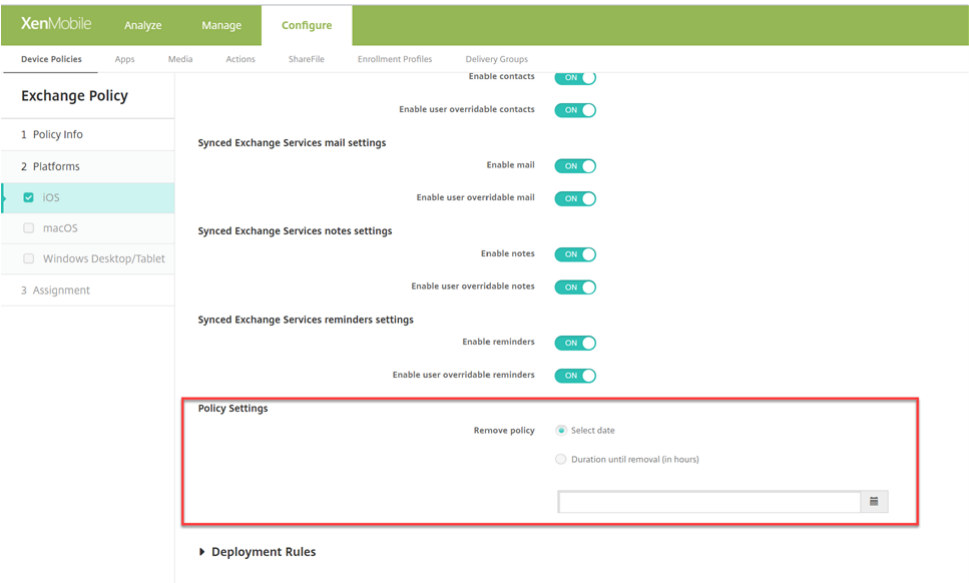 XenMobile Analyze Manage Configure
Device Policies Apps Media Actions ShareFile Enrollment Profiles Delivery Groups
Exchange Policy
1 Policy Info
2 Platforms
iOS
macOS
Windows Desktop/Tablet
3 Assignment
Enable contacts ON
Enable user overridable contacts ON
Synced Exchange Services mail settings
Enable mail ON
Enable user overridable mail ON
Synced Exchange Services notes settings
Enable notes ON
Enable user overridable notes ON
Synced Exchange Services reminders settings
Enable reminders ON
Enable user overridable reminders ON
Policy Settings
Remove policy Select date
Duration until removal (in hours)
Deployment Rules